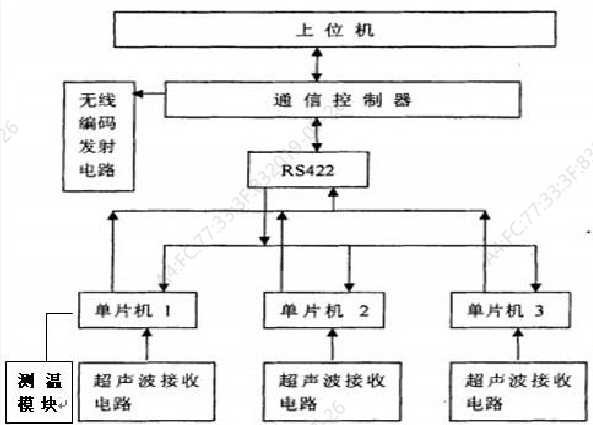 上位机
通信控制器
无线
编码
发射
电路
RS422
单片机 1
单片机 2
单片机 3
测温
模块
超声波接收
电路
超声波接收
电路
超声波接收
电路